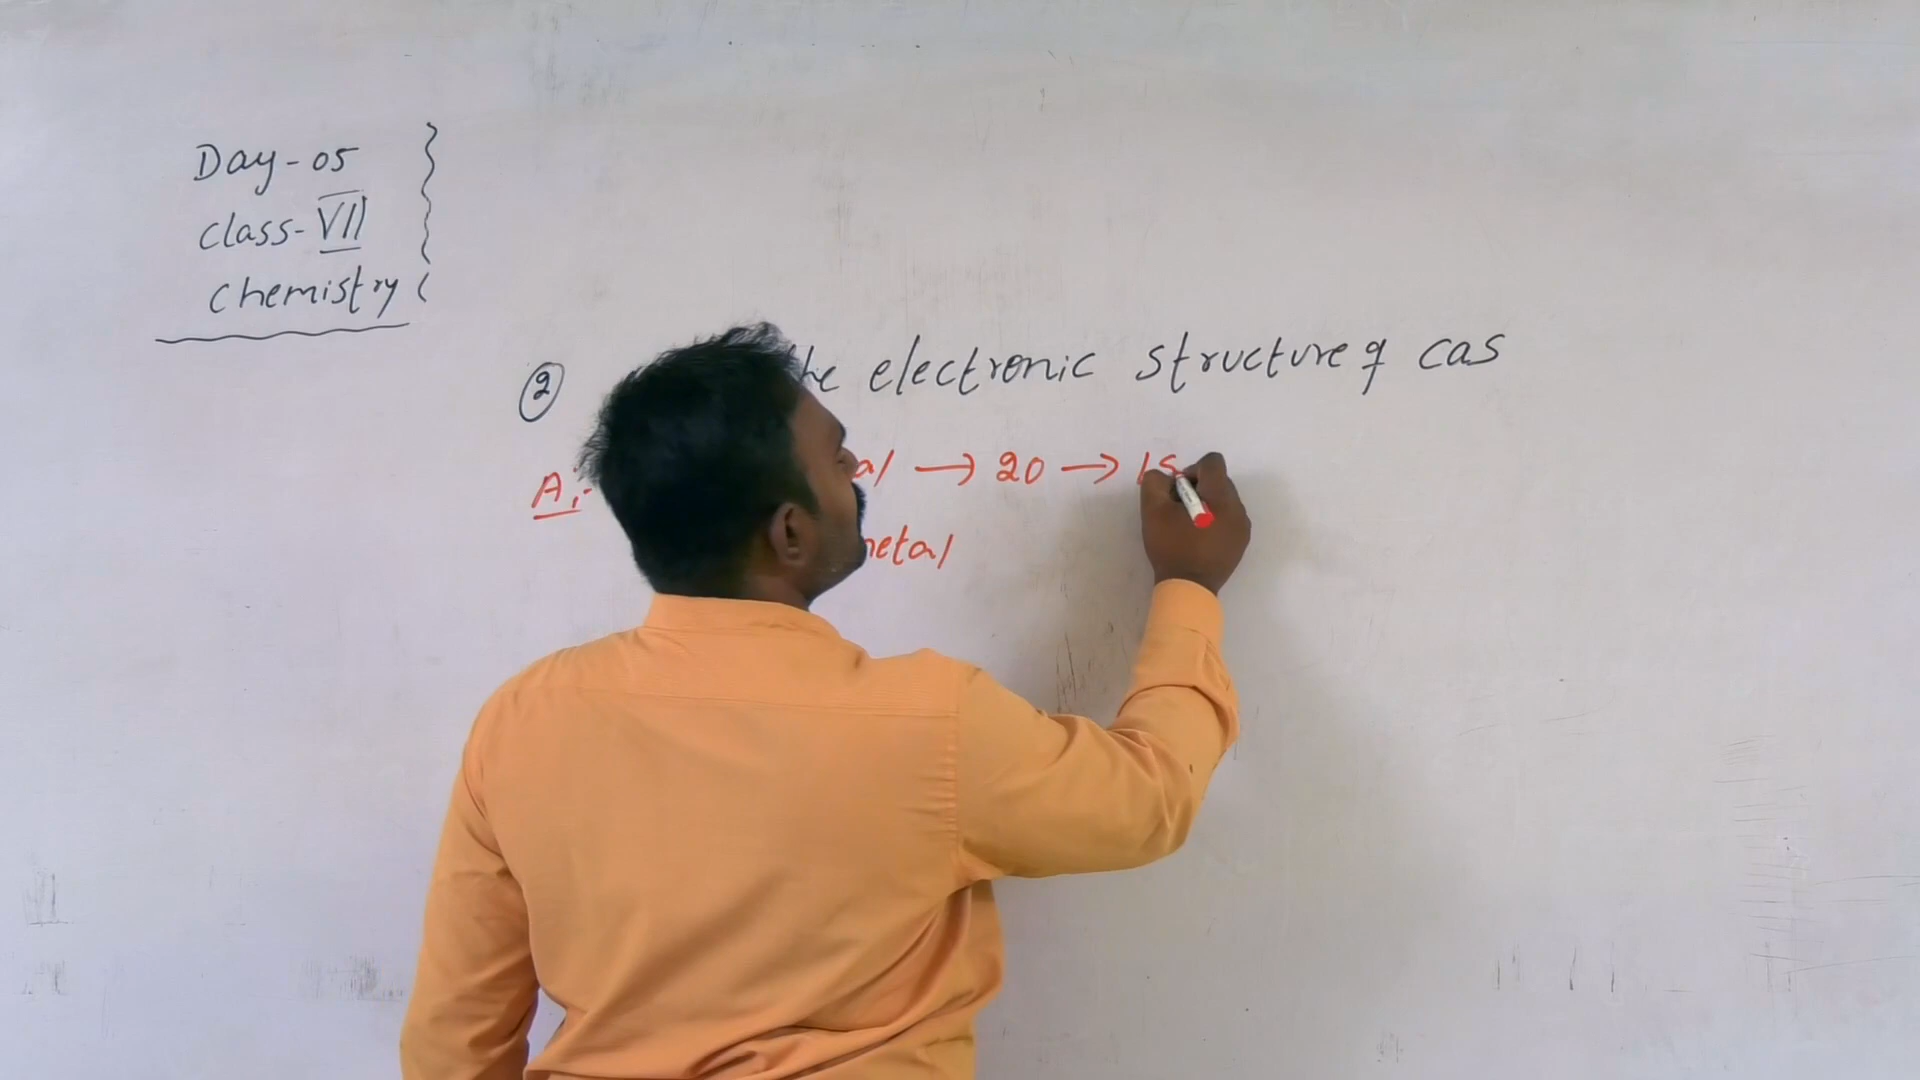 Day-05
class-VII
chemistry
② the electronic structure of cas
A:- al → 20 → 1s
metal